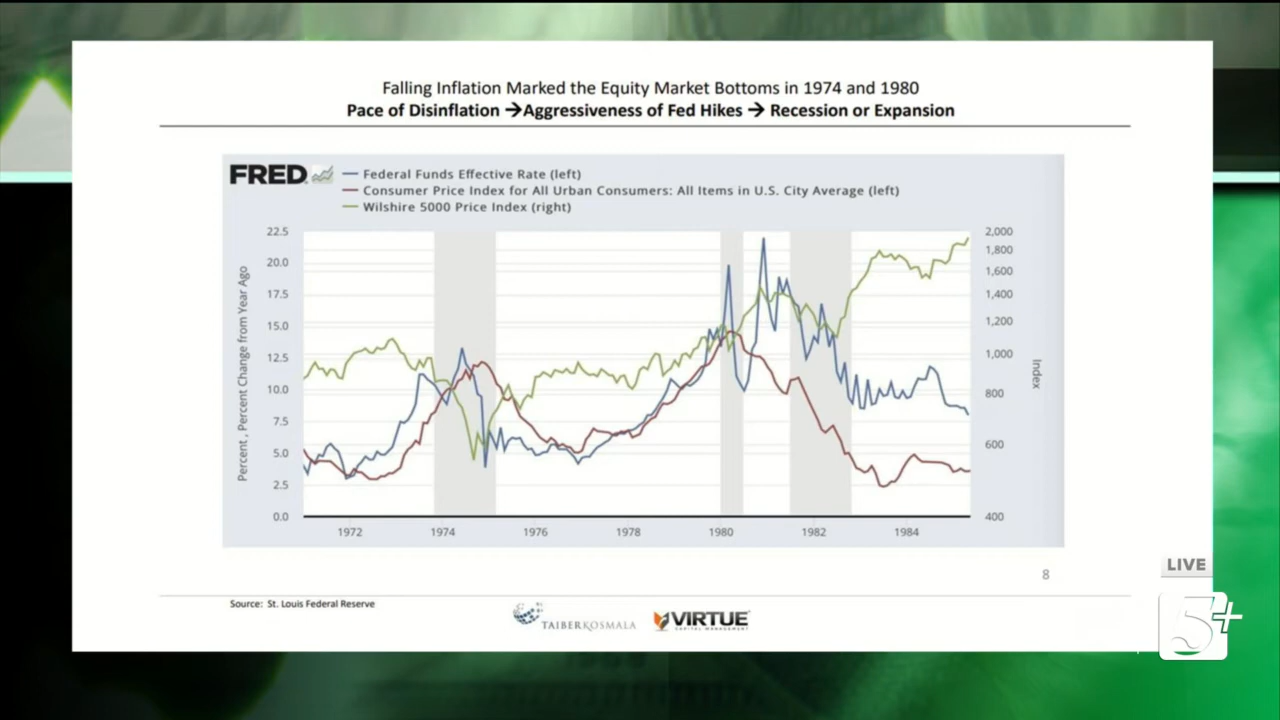 Falling Inflation Marked the Equity Market Bottoms in 1974 and 1980
Pace of Disinflation →Aggressiveness of Fed Hikes → Recession or Expansion
FRED
Federal Funds Effective Rate (left)
Consumer Price Index for All Urban Consumers: All Items in U.S. City Average (left)
Wilshire 5000 Price Index (right)
Percent , Percent Change from Year Ago
22.5
20.0
17.5
15.0
12.5
10.0
7.5
5.0
2.5
0.0
2,000
1,800
1,600
1,400
1,200
1,000
800
600
400
Index
1972 1974 1976 1978 1980 1982 1984
8
LIVE
5+
Source: St. Louis Federal Reserve
TAIBERKOSMALA
VIRTUE
CAPITAL MANAGEMENT